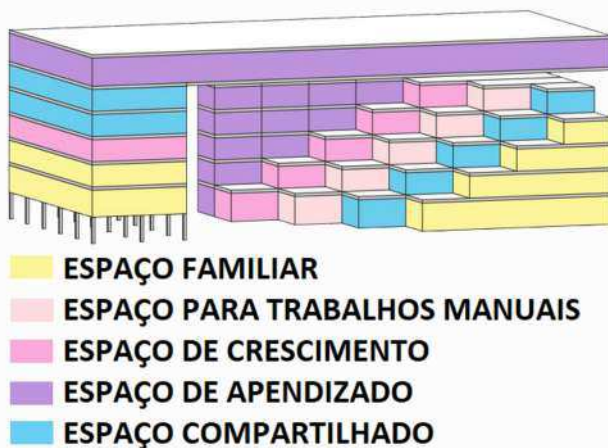 ESPAÇO FAMILIAR
ESPAÇO PARA TRABALHOS MANUAIS
ESPAÇO DE CRESCIMENTO
ESPAÇO DE APENDIZADO
ESPAÇO COMPARTILHADO